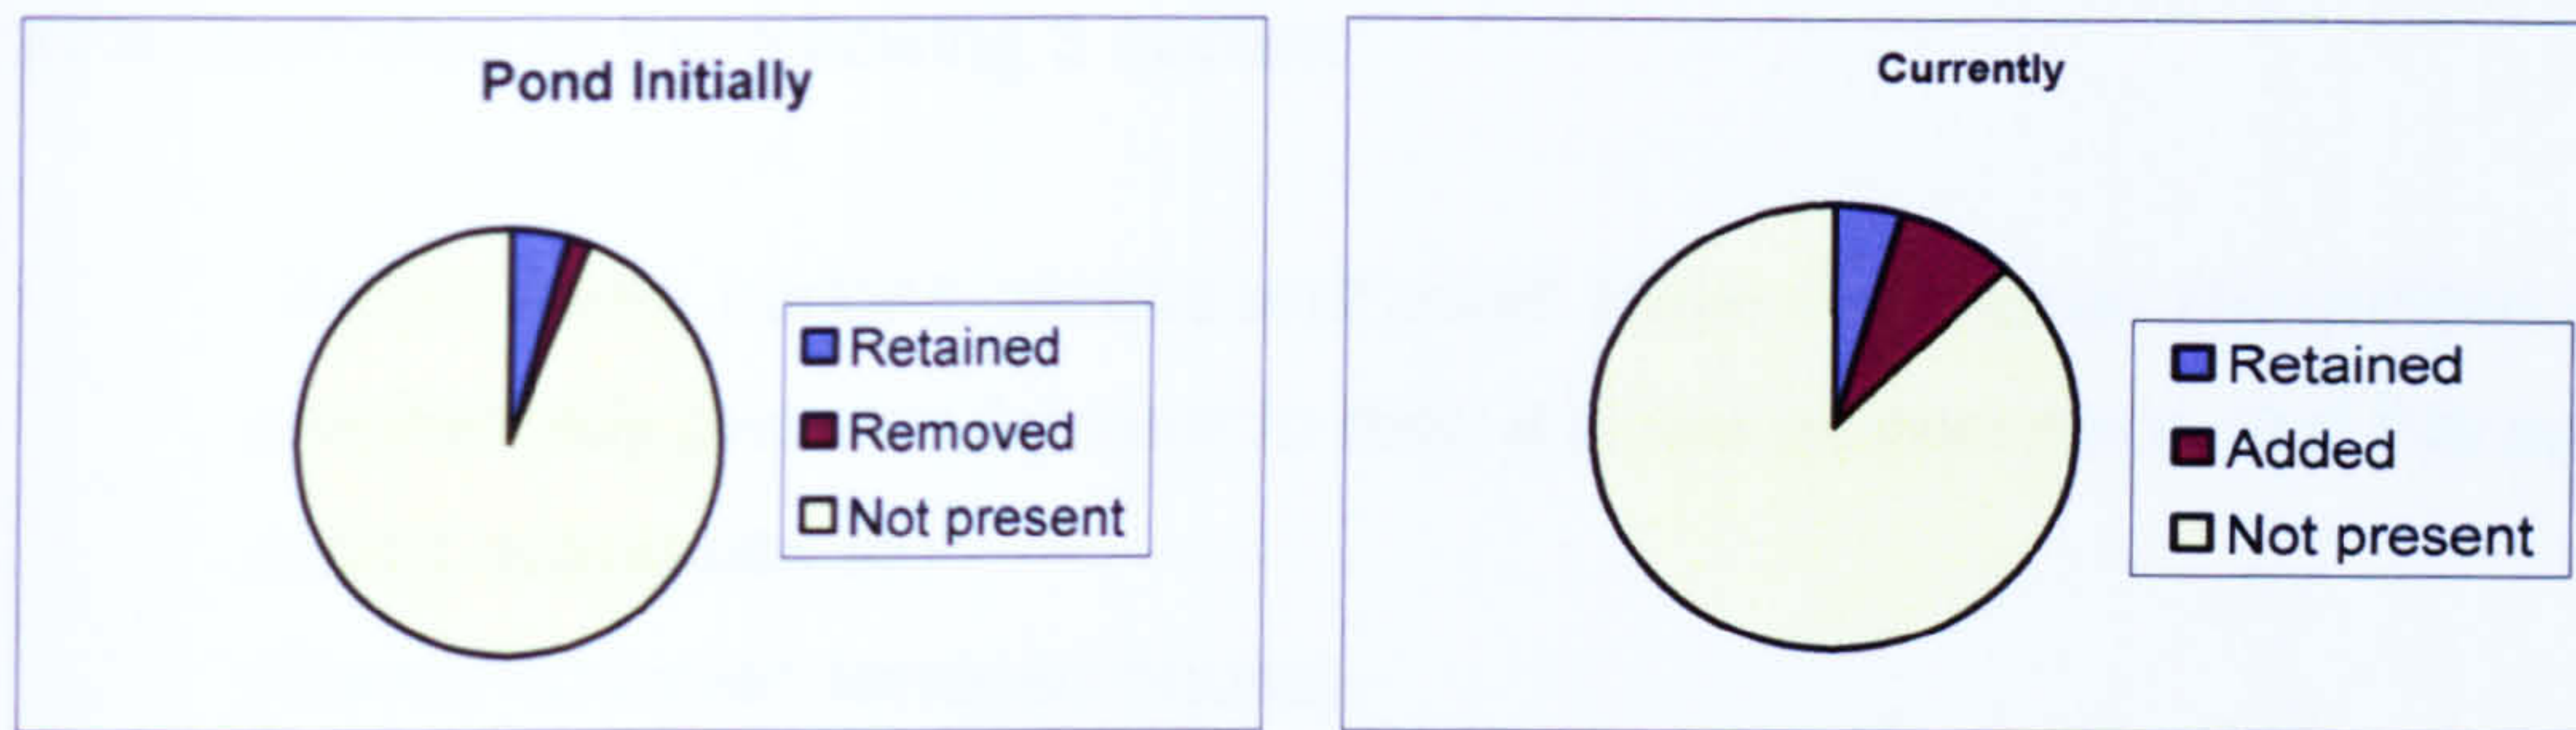 Pond Initially
Retained
Removed
Not present
Currently
Retained
Added
Not present